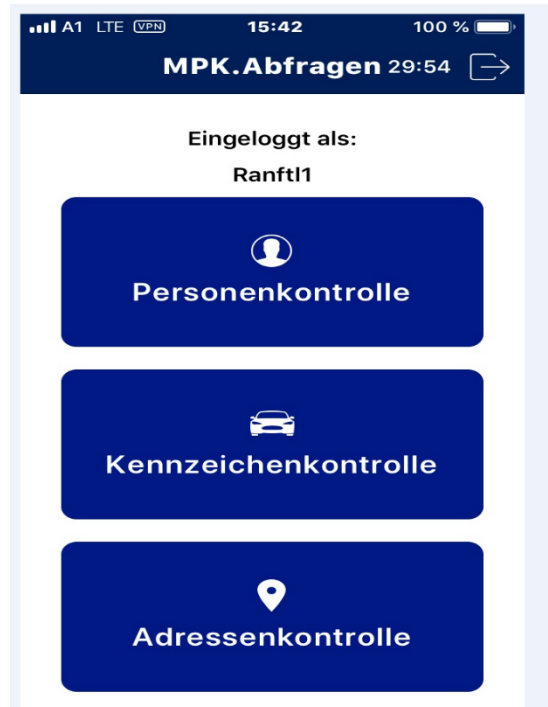 A1 LTE VPN 15:42 100 %
MPK.Abfragen 29:54
Eingeloggt als:
Ranftl1
Personenkontrolle
Kennzeichenkontrolle
Adressenkontrolle